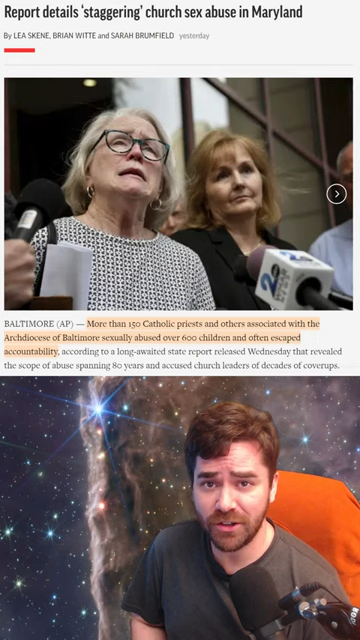 Report details ‘staggering’ church sex abuse in Maryland
By LEA SKENE, BRIAN WITTE and SARAH BRUMFIELD yesterday
2
BALTIMORE (AP) — More than 150 Catholic priests and others associated with the
Archdiocese of Baltimore sexually abused over 600 children and often escaped
accountability, according to a long-awaited state report released Wednesday that revealed
the scope of abuse spanning 80 years and accused church leaders of decades of coverups.